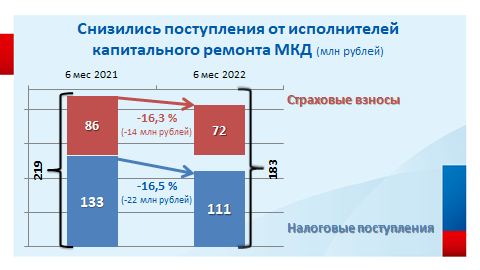 Снизились поступления от исполнителей
капитального ремонта МКД (млн рублей)
6 мес 2021
6 мес 2022
86
-16,3 %
(-14 млн рублей)
72
Страховые взносы
219
183
133
-16,5 %
(-22 млн рублей)
111
Налоговые поступления